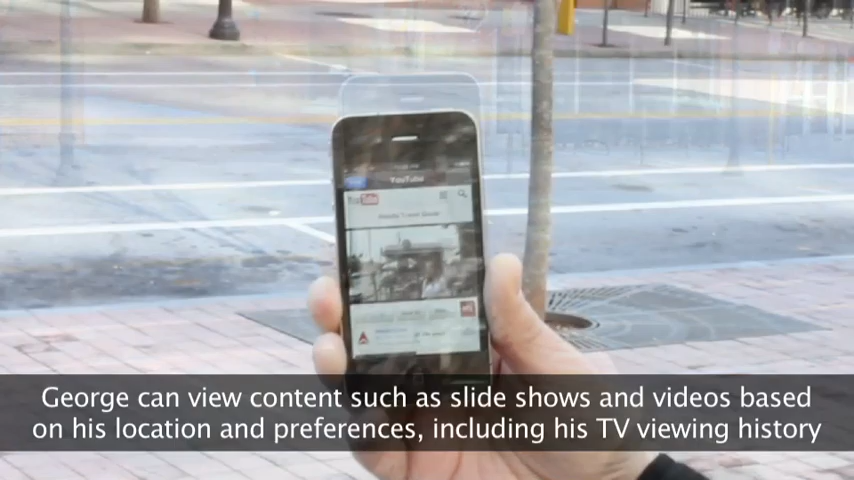 YouTube
YouTube
George can view content such as slide shows and videos based
on his location and preferences, including his TV viewing history